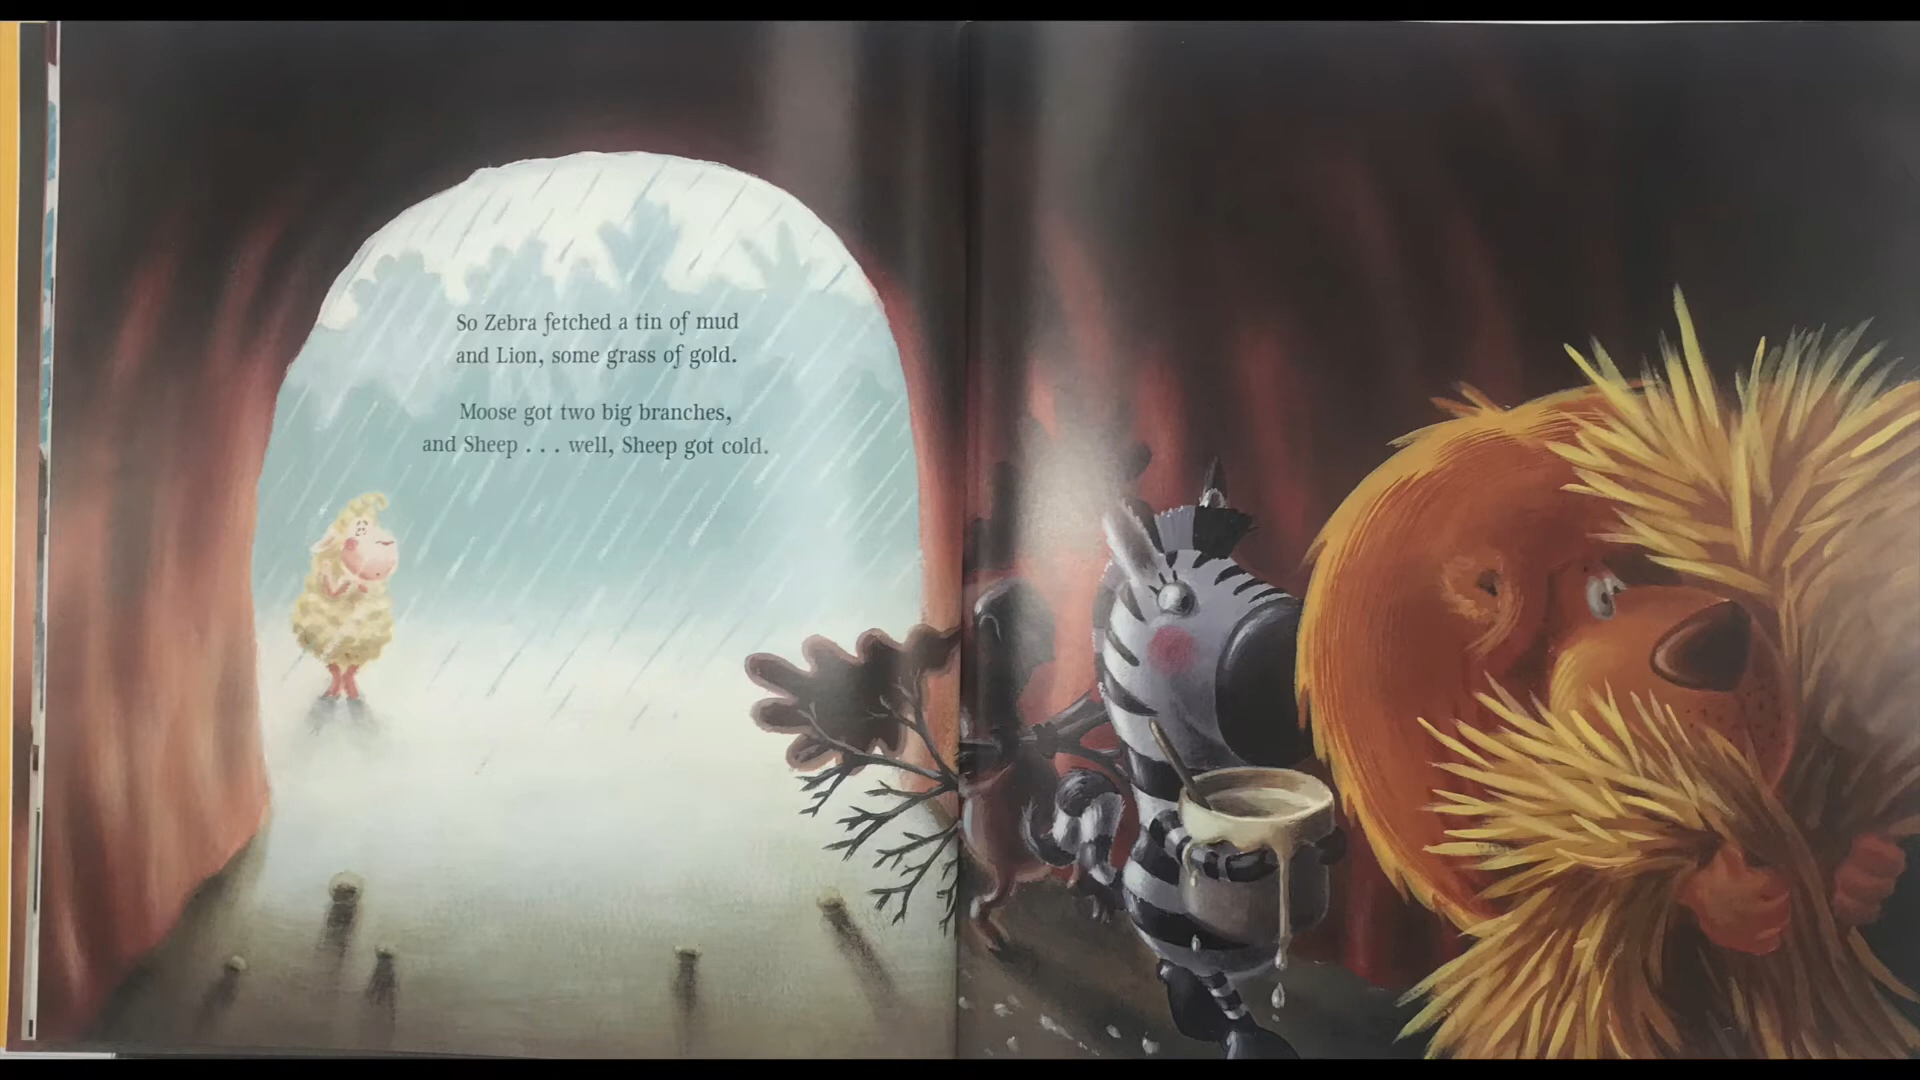 So Zebra fetched a tin of mud
and Lion, some grass of gold.
Moose got two big branches,
and Sheep . . . well, Sheep got cold.